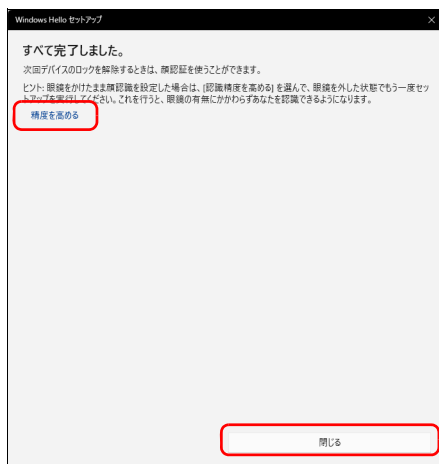 Windows Hello セットアップ
すべて完了しました。
次回デバイスのロックを解除するときは、顔認証を使うことができます。
ヒント: 眼鏡をかけたまま顔認識を設定した場合は、[認識精度を高める] を選んで、眼鏡を外した状態でもう一度セッ
トアップを実行してください。これを行うと、眼鏡の有無にかかわらずあなたを認識できるようになります。
精度を高める
閉じる